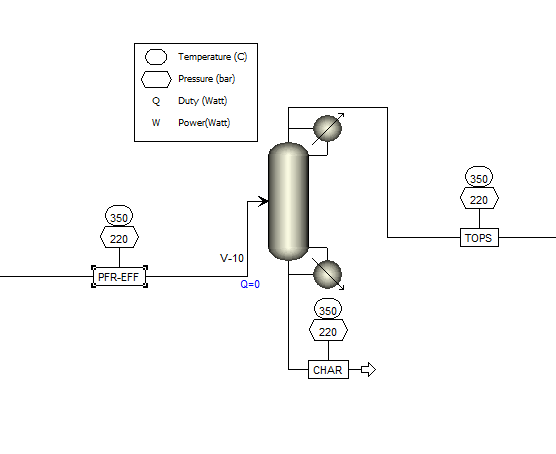 Temperature (C)
Pressure (bar)
Q Duty (Watt)
W Power(Watt)
350
220
TOPS
350
220
PFR-EFF
V-10
Q=0
350
220
CHAR